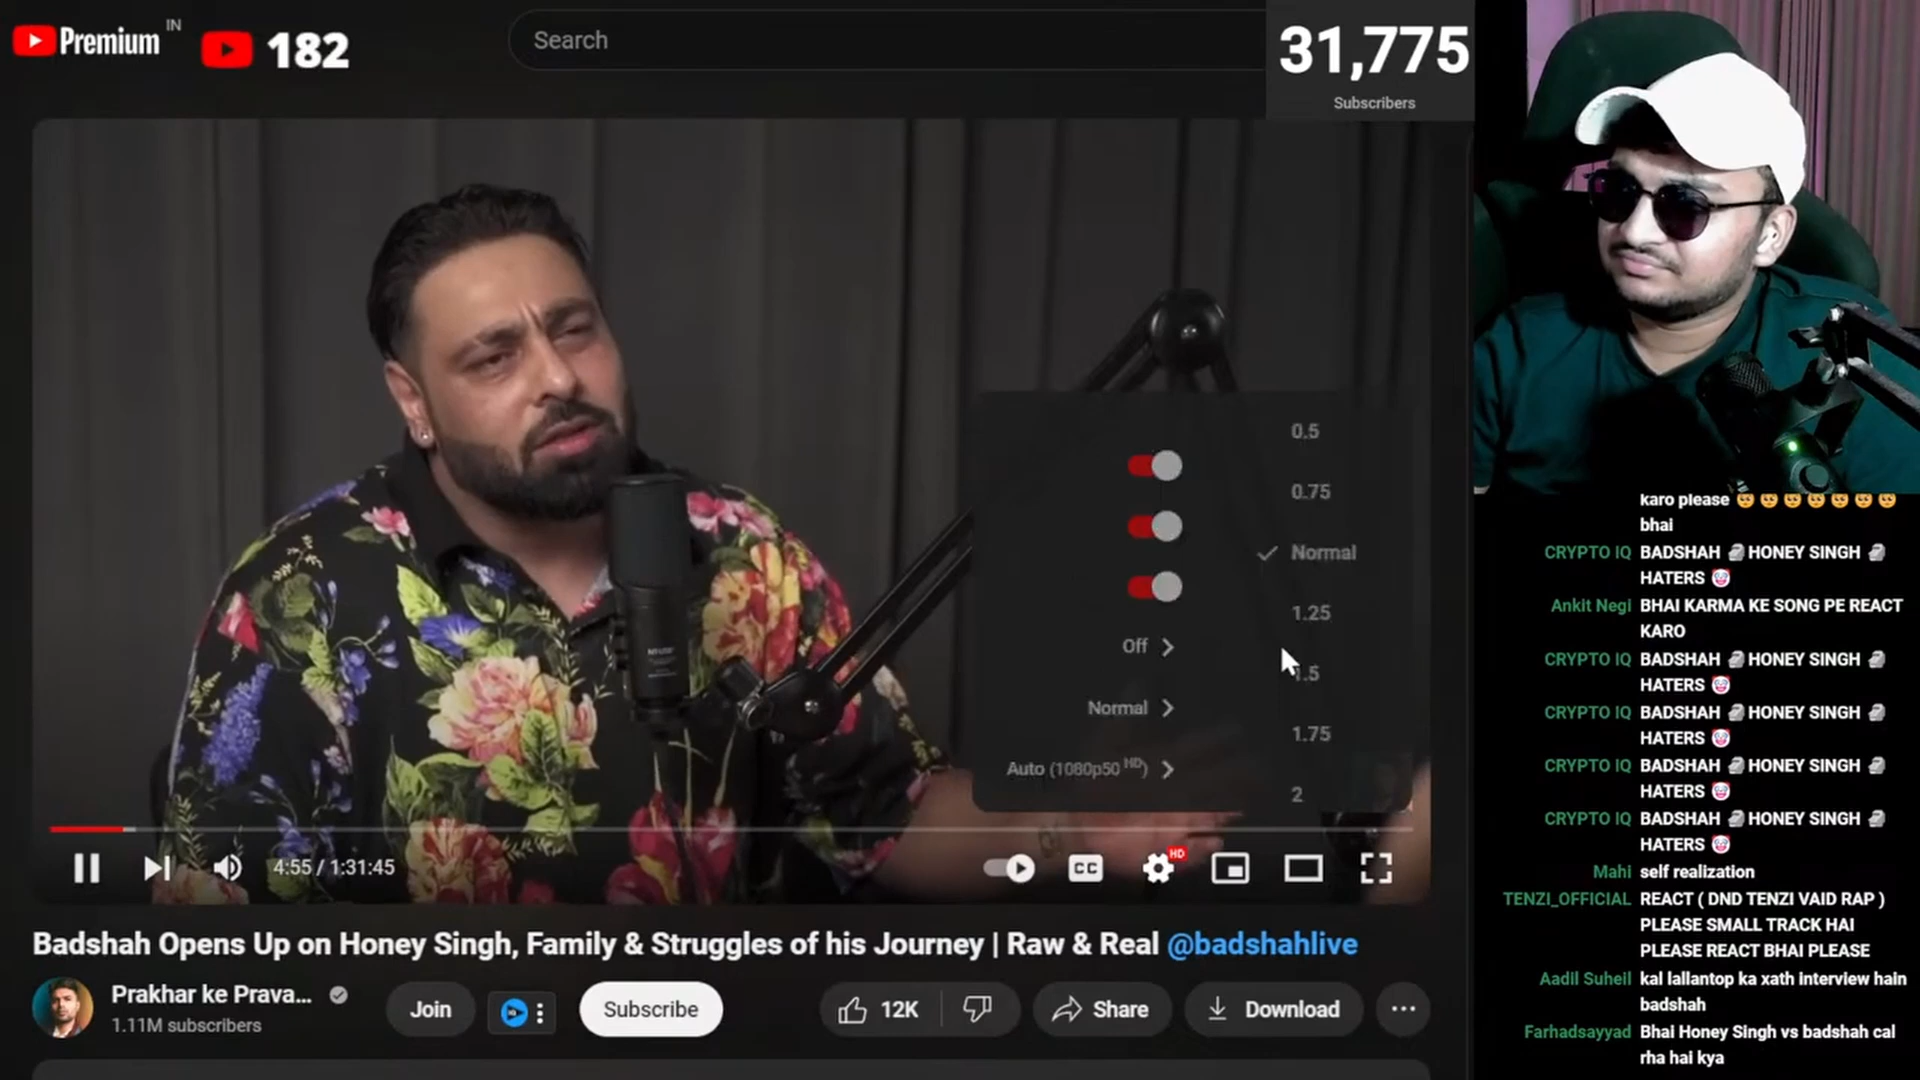 Premium IN
182
Search
31,775
Subscribers
0.5
0.75
Normal
1.25
Off
1.5
Normal
1.75
Auto (1080p50 HD)
2
4:55 / 1:31:45
CC
HD
Badshah Opens Up on Honey Singh, Family & Struggles of his Journey | Raw & Real @badshahlive
Prakhar ke Prava...
1.11M subscribers
Join
Subscribe
12K
Share
Download
karo please 🥺🥺🥺🥺🥺🥺🥺
bhai
CRYPTO IQ BADSHAH 🗿HONEY SINGH 🗿
HATERS 🤡
Ankit Negi BHAI KARMA KE SONG PE REACT
KARO
CRYPTO IQ BADSHAH 🗿HONEY SINGH 🗿
HATERS 🤡
CRYPTO IQ BADSHAH 🗿HONEY SINGH 🗿
HATERS 🤡
CRYPTO IQ BADSHAH 🗿HONEY SINGH 🗿
HATERS 🤡
CRYPTO IQ BADSHAH 🗿HONEY SINGH 🗿
HATERS 🤡
Mahi self realization
TENZI_OFFICIAL REACT ( DND TENZI VAID RAP )
PLEASE SMALL TRACK HAI
PLEASE REACT BHAI PLEASE
Aadil Suheil kal lallantop ka xath interview hain
badshah
Farhadsayyad Bhai Honey Singh vs badshah cal
rha hai kya